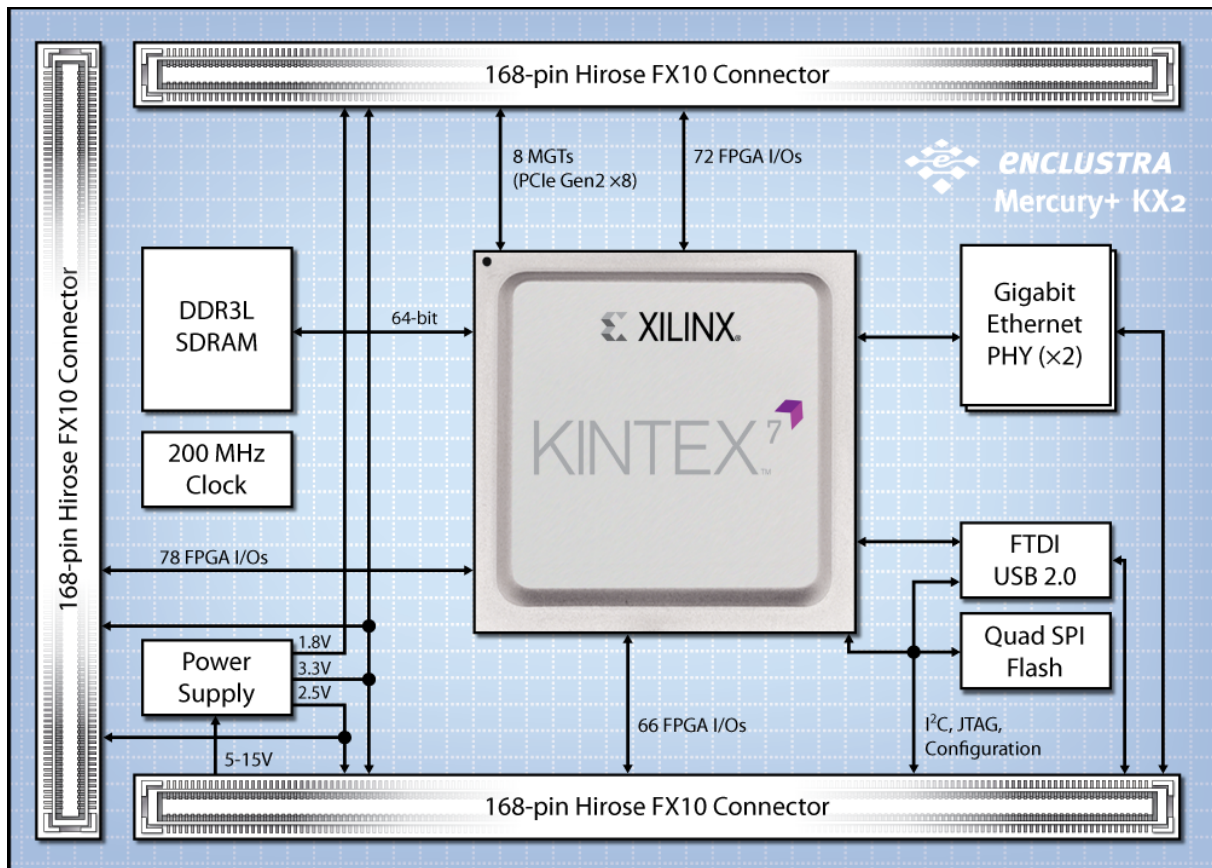 168-pin Hirose FX10 Connector
168-pin Hirose FX10 Connector
8 MGTs
(PCIe Gen2 ×8)
72 FPGA I/Os
enclustra
Mercury+ KX2
DDR3L
SDRAM
64-bit
XILINX®
KINTEX 7™
Gigabit
Ethernet
PHY (×2)
200 MHz
Clock
78 FPGA I/Os
FTDI
USB 2.0
Quad SPI
Flash
Power
Supply
1.8V
3.3V
2.5V
5-15V
66 FPGA I/Os
I²C, JTAG,
Configuration
168-pin Hirose FX10 Connector